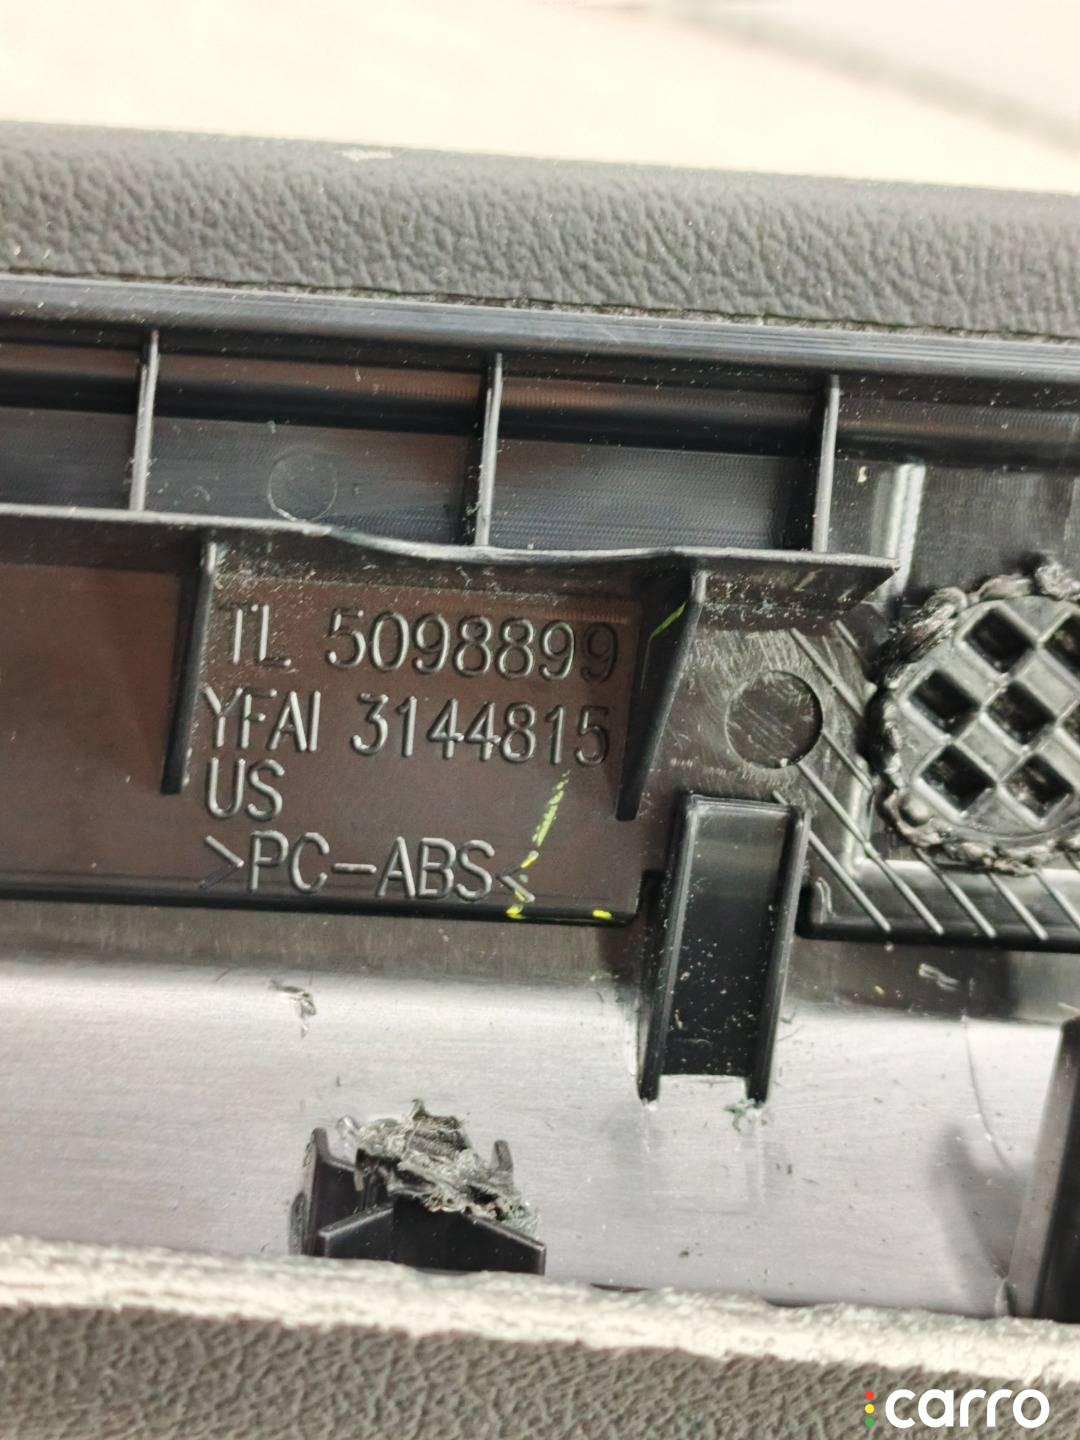 TL 5098899
YFAI 3144815
US
>PC-ABS<
carro